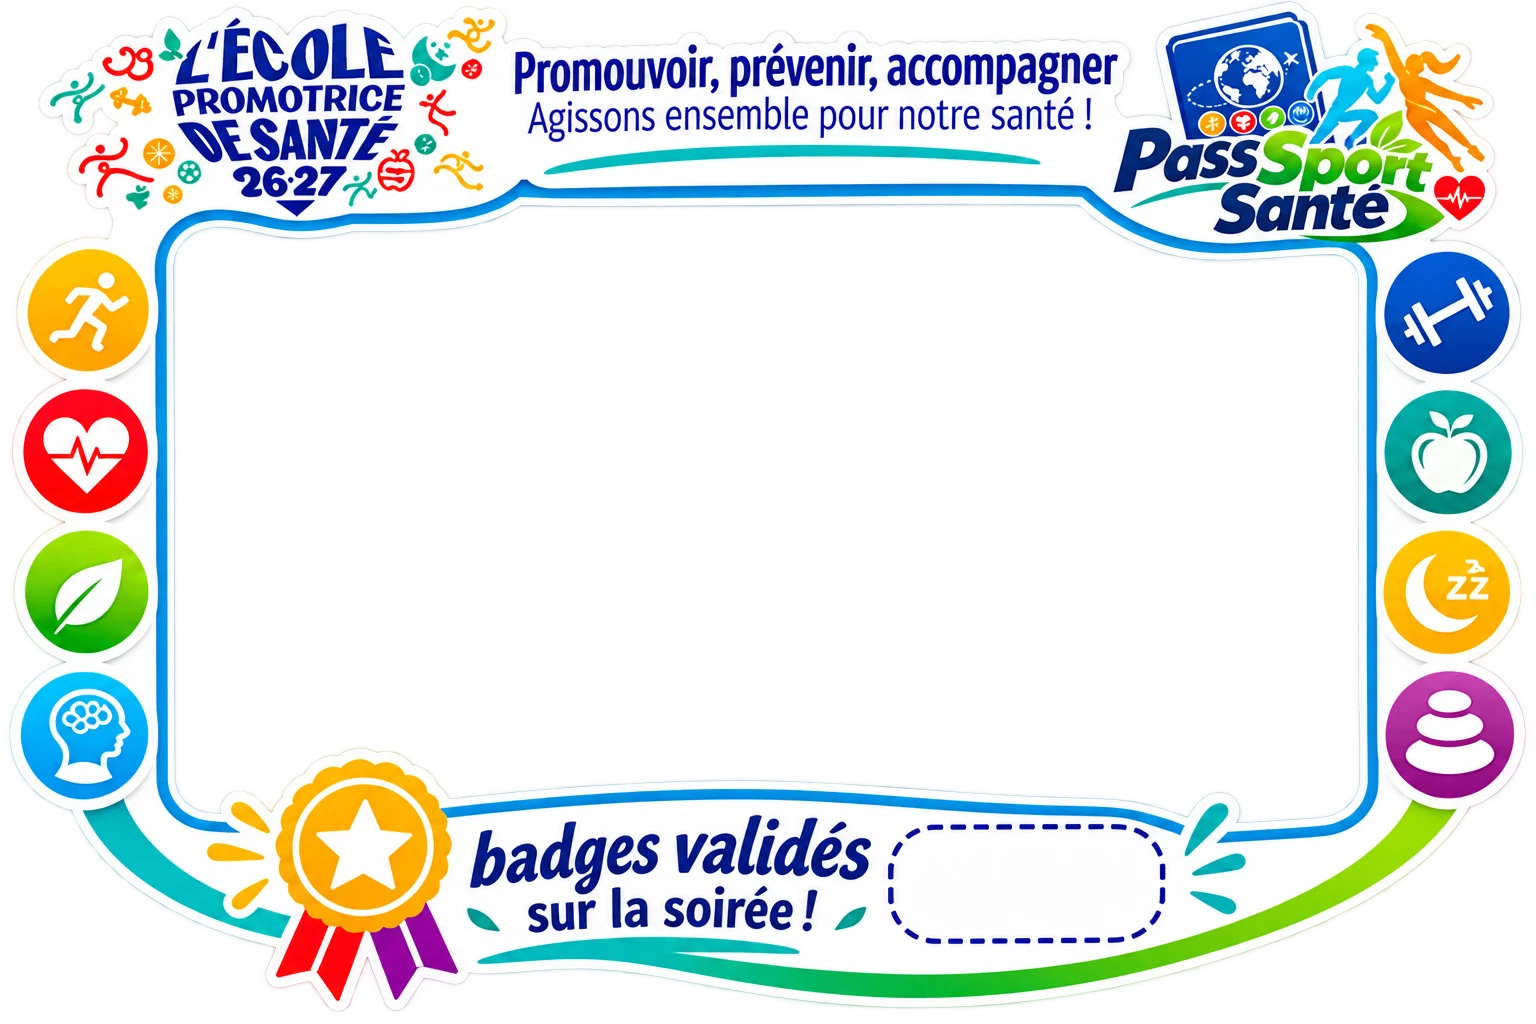 L'ÉCOLE
PROMOTRICE
DE SANTÉ
26·27
Promouvoir, prévenir, accompagner
Agissons ensemble pour notre santé !
Pass Sport
Santé
zzz
badges validés
sur la soirée !